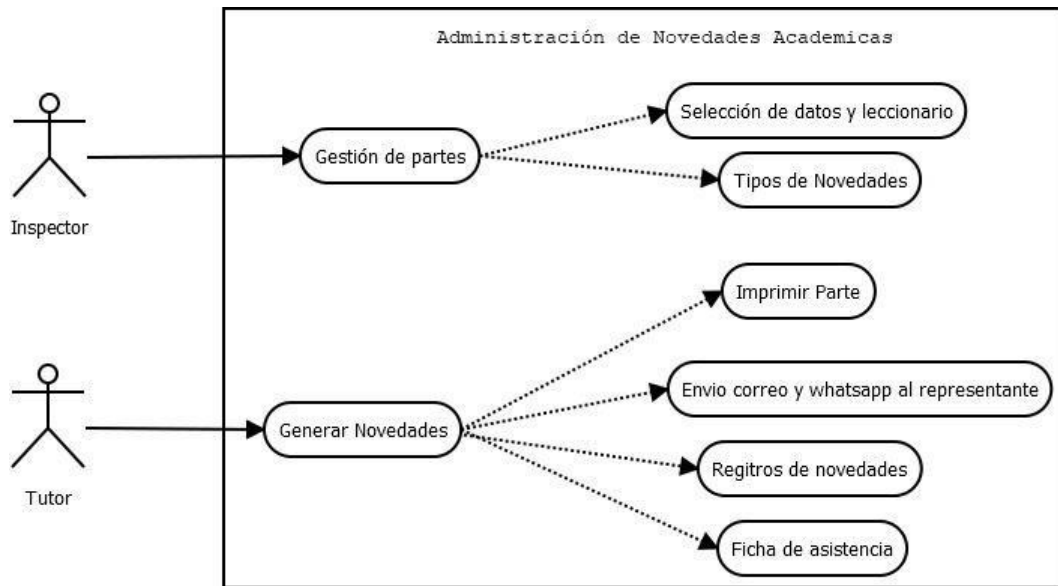 Administración de Novedades Academicas
Selección de datos y leccionario
Gestión de partes
Tipos de Novedades
Inspector
Imprimir Parte
Envio correo y whatsapp al representante
Generar Novedades
Regitros de novedades
Tutor
Ficha de asistencia